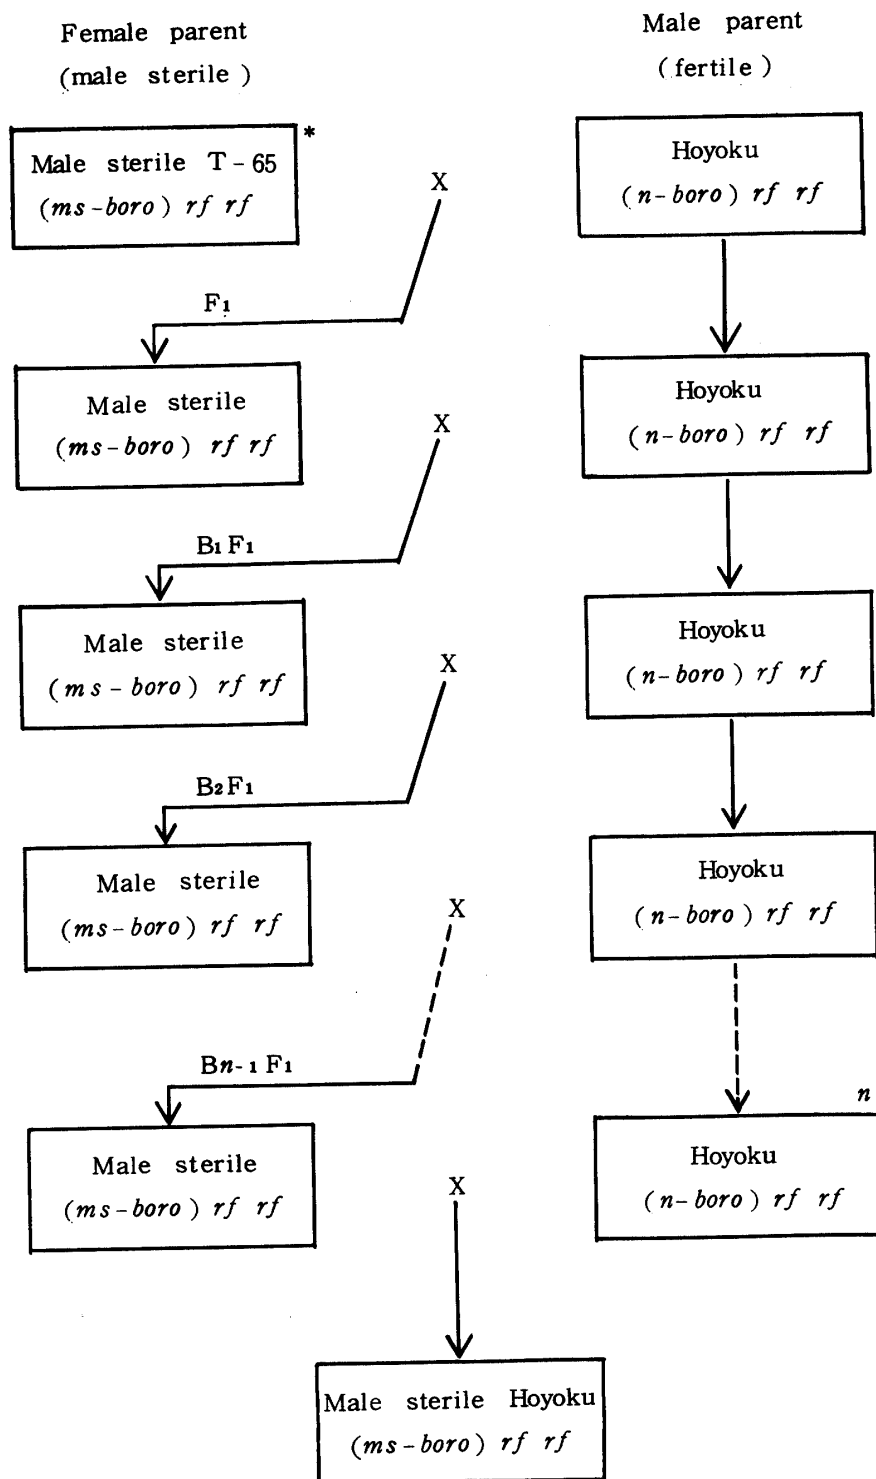 Female parent
(male sterile)
Male parent
(fertile)
*
Male sterile T-65
(ms-boro) rf rf
X
Hoyoku
(n-boro) rf rf
F1
Male sterile
(ms-boro) rf rf
X
Hoyoku
(n-boro) rf rf
B1F1
Male sterile
(ms-boro) rf rf
X
Hoyoku
(n-boro) rf rf
B2F1
Male sterile
(ms-boro) rf rf
X
Hoyoku
(n-boro) rf rf
Bn-1F1
n
Male sterile
(ms-boro) rf rf
X
Hoyoku
(n-boro) rf rf
Male sterile Hoyoku
(ms-boro) rf rf